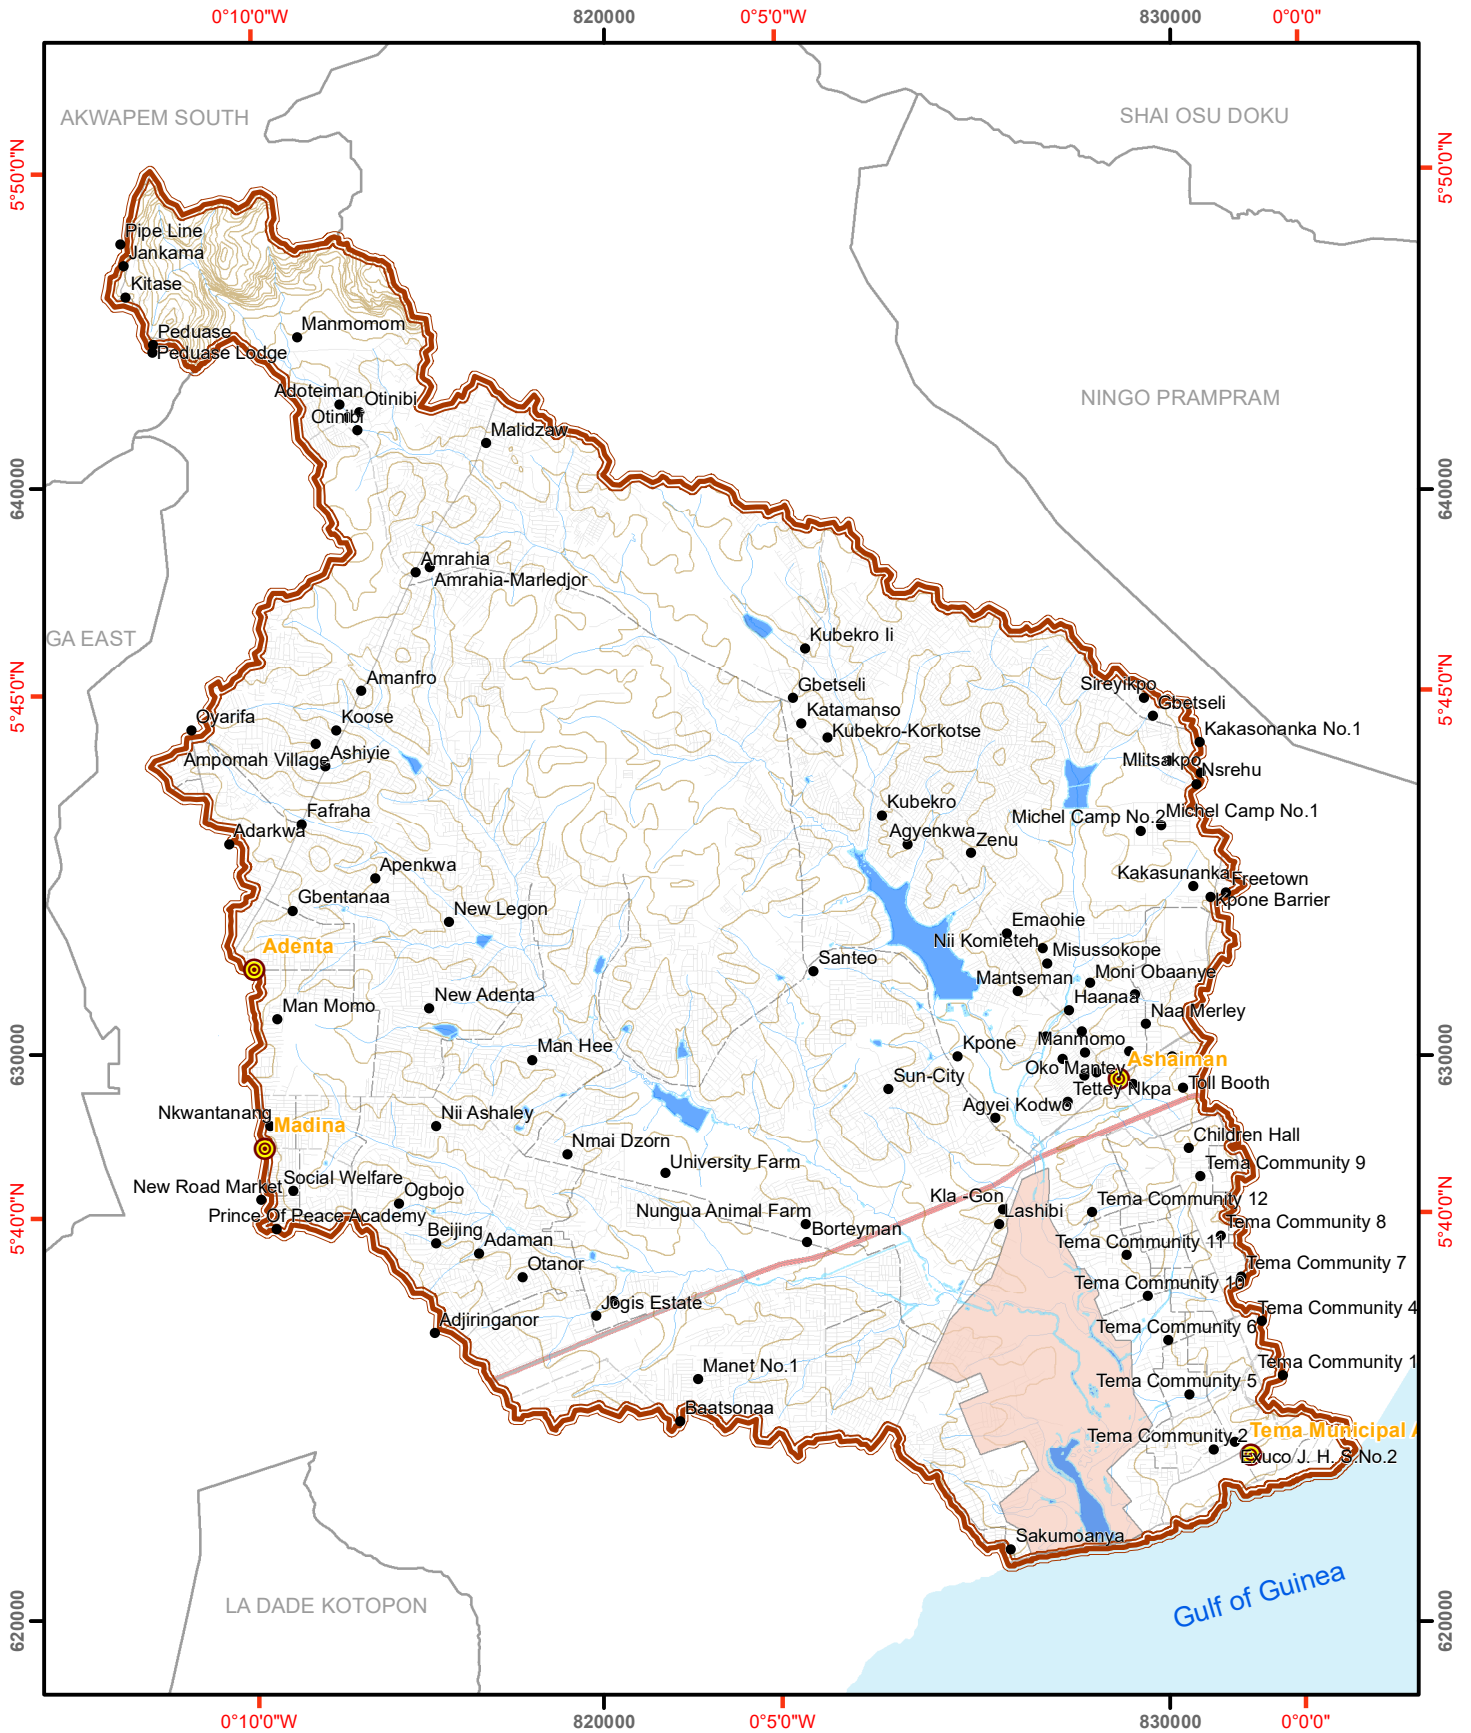 0°10'0"W
820000
0°5'0"W
830000
0°0'0"
AKWAPEM SOUTH
SHAI OSU DOKU
5°50'0"N
5°50'0"N
Pipe Line
Jankama
Kitase
Manmomom
Peduase
Peduase Lodge
Adoteiman
Otinibi
Otinibi
NINGO PRAMPRAM
Malidzaw
640000
640000
Amrahia
Amrahia-Marledjor
GA EAST
Kubekro Ii
Amanfro
Gbetseli
Sireyikpo
Gbetseli
5°45'0"N
5°45'0"N
Oyarifa
Koose
Katamanso
Kubekro-Korkotse
Kakasonanka No.1
Ampomah Village
Ashiyie
Mlitsakpo
Nsrehu
Fafraha
Kubekro
Michel Camp No.2
Michel Camp No.1
Adarkwa
Agyenkwa
Zenu
Apenkwa
Kakasunanka
Freetown
Gbentanaa
Kpone Barrier
New Legon
Emaohie
Adenta
Nii Komieteh
Misussokope
Santeo
Mantseman
Moni Obaanye
Man Momo
New Adenta
Haanaa
Naa Merley
Man Hee
Kpone
Manmomo
630000
630000
Ashaiman
Sun-City
Oko Mantey
Tettey Nkpa
Toll Booth
Nkwantanang
Madina
Nii Ashaley
Agyei Kodwo
Nmai Dzorn
Children Hall
University Farm
Tema Community 9
New Road Market
Social Welfare
Ogbojo
Kla -Gon
Tema Community 12
5°40'0"N
5°40'0"N
Prince Of Peace Academy
Nungua Animal Farm
Lashibi
Beijing
Borteyman
Tema Community 8
Adaman
Tema Community 11
Otanor
Tema Community 7
Tema Community 10
Jogis Estate
Tema Community 4
Adjiringanor
Tema Community 6
Manet No.1
Tema Community 1
Tema Community 5
Baatsonaa
Tema Community 2
Tema Municipal A
Exuco J. H. S.No.2
Sakumoanya
LA DADE KOTOPON
Gulf of Guinea
620000
620000
0°10'0"W
820000
0°5'0"W
830000
0°0'0"